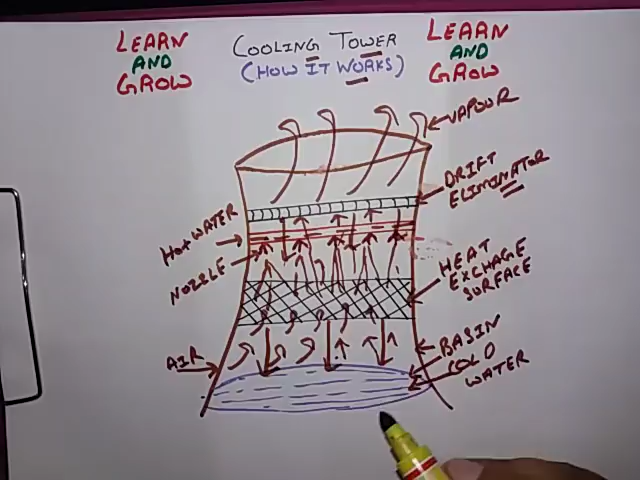 LEARN
AND
GROW
COOLING TOWER
(HOW IT WORKS)
LEARN
AND
GROW
VAPOUR
DRIFT
ELIMINATOR
HOT WATER
NOZZLE
HEAT
EXCHAGE
SURFACE
AIR
BASIN
COLD
WATER